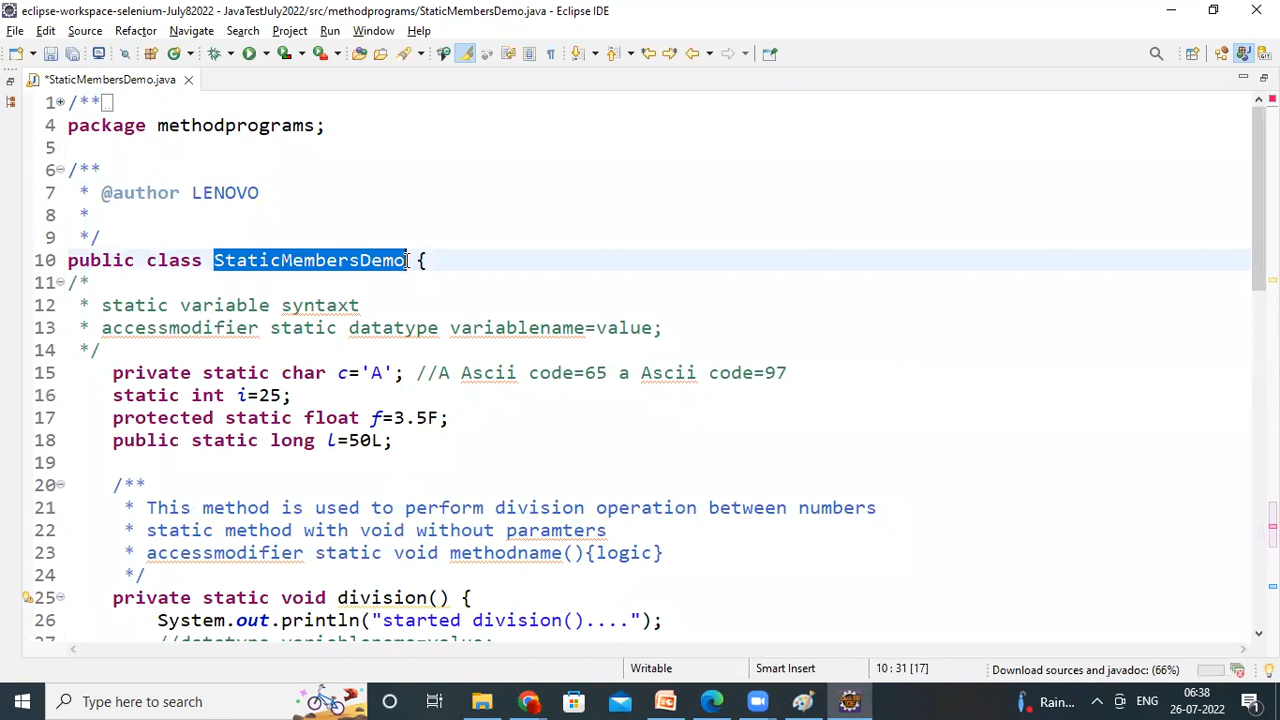 eclipse-workspace-selenium-July82022 - JavaTestJuly2022/src/methodprograms/StaticMembersDemo.java - Eclipse IDE
File Edit Source Refactor Navigate Search Project Run Window Help
*StaticMembersDemo.java
1 /**
4 package methodprograms;
5
6 /**
7 * @author LENOVO
8 *
9 */
10 public class StaticMembersDemo {
11 /*
12 * static variable syntaxt
13 * accessmodifier static datatype variablename=value;
14 */
15 private static char c='A'; //A Ascii code=65 a Ascii code=97
16 static int i=25;
17 protected static float f=3.5F;
18 public static long l=50L;
19
20 /**
21 * This method is used to perform division operation between numbers
22 * static method with void without paramters
23 * accessmodifier static void methodname(){logic}
24 */
25 private static void division() {
26 System.out.println("started division()....");
27 //datatype variablename=value;
Writable Smart Insert 10 : 31 [17] Download sources and javadoc: (66%)
Type here to search
Rain... ENG 06:38
26-07-2022
1